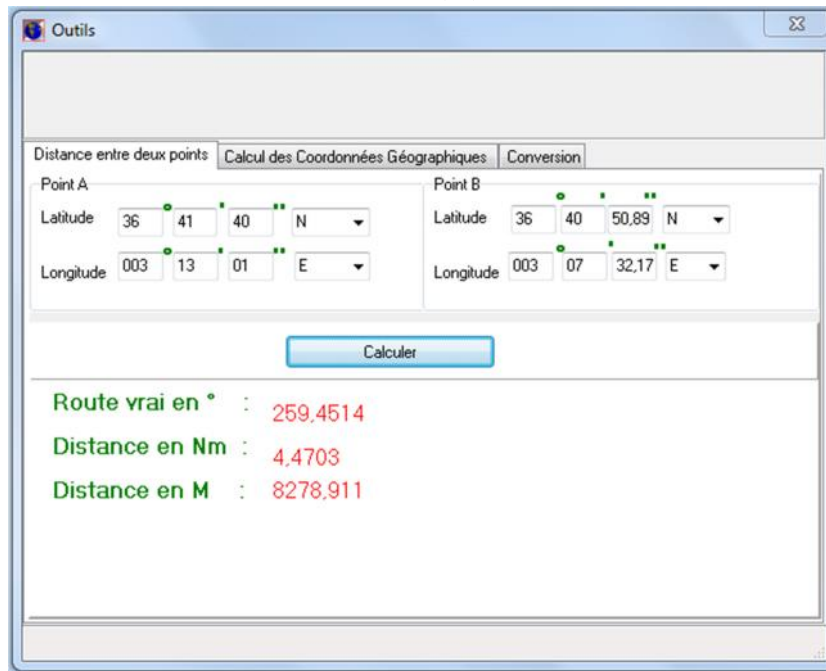 Outils
Distance entre deux points Calcul des Coordonnées Géographiques Conversion
Point A Point B
Latitude 36 ° 41 ' 40 '' N Latitude 36 ° 40 ' 50,89 '' N
Longitude 003 ° 13 ' 01 '' E Longitude 003 ° 07 ' 32,17 '' E
Calculer
Route vrai en ° : 259,4514
Distance en Nm : 4,4703
Distance en M : 8278,911